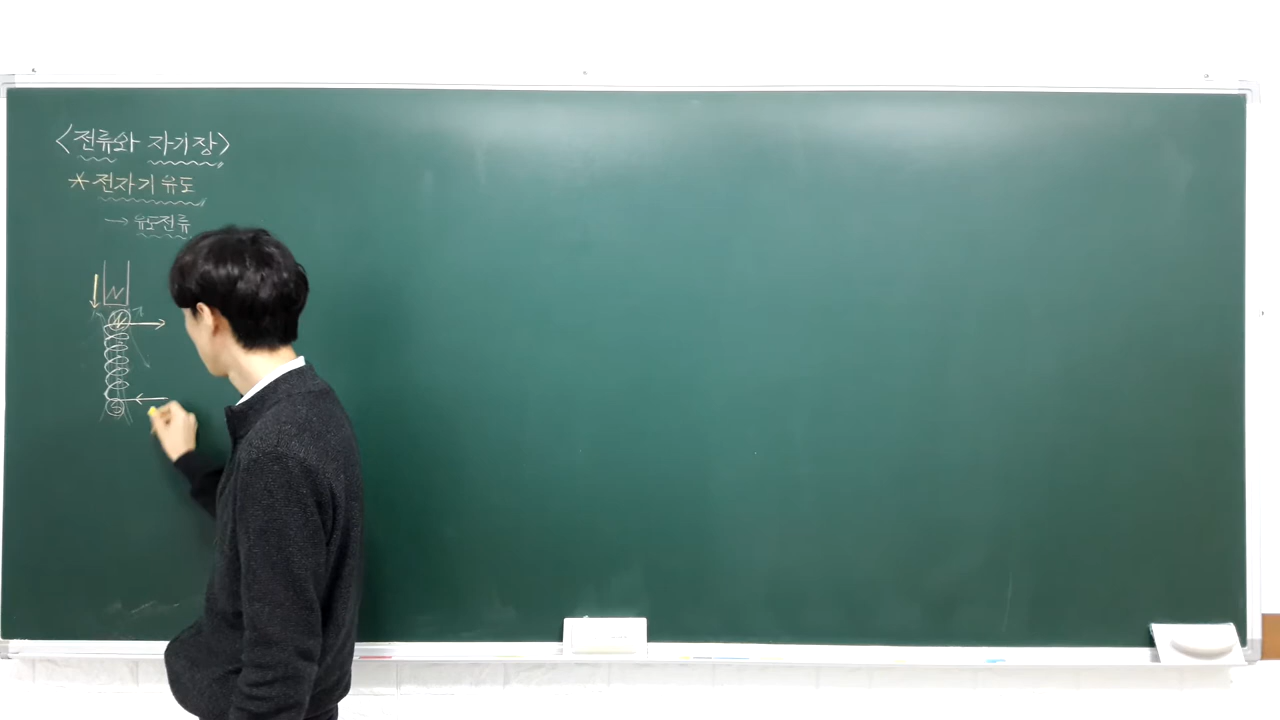 <전류와 자기장>
*전자기 유도
→ 유도전류
N
N
S